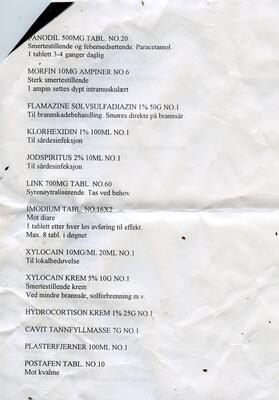 PANODIL 500MG TABL. NO.20
Smertestillende og febernedsettende. Paracetamol.
1 tablett 3-4 ganger daglig
MORFIN 10MG AMPINER NO.6
Sterk smertestillende
1 ampin settes dypt intramuskulært
FLAMAZINE SØLVSULFADIAZIN 1% 50G NO.1
Til brannskadebehandling. Smøres direkte på brannsår.
KLORHEXIDIN 1% 100ML NO.1
Til sårdesinfeksjon
JODSPIRITUS 2% 10ML NO.1
Til sårdesinfeksjon
LINK 700MG TABL. NO.60
Syrenøytraliserende. Tas ved behov
IMODIUM TABL. NO.16X2
Mot diare
1 tablett etter hver løs avføring til effekt.
Max. 8 tabl. i døgnet
XYLOCAIN 10MG/ML 20ML NO.1
Til lokalbedøvelse
XYLOCAIN KREM 5% 10G NO.1
Smertestillende krem
Ved mindre brannsår, solforbrenning m.v.
HYDROCORTISON KREM 1% 25G NO.1
CAVIT TANNFYLLMASSE 7G NO.1
PLASTERFJERNER 100ML NO.1
POSTAFEN TABL. NO.10
Mot kvalme